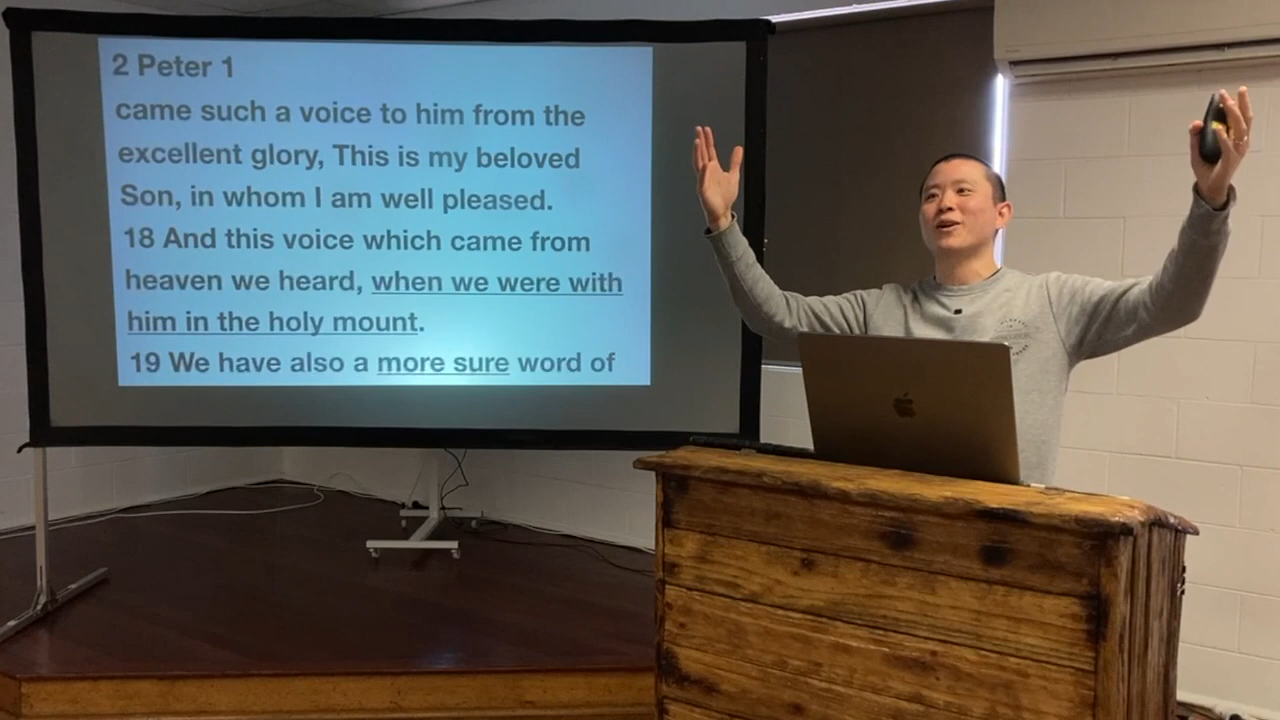 2 Peter 1
came such a voice to him from the
excellent glory, This is my beloved
Son, in whom I am well pleased.
18 And this voice which came from
heaven we heard, when we were with
him in the holy mount.
19 We have also a more sure word of